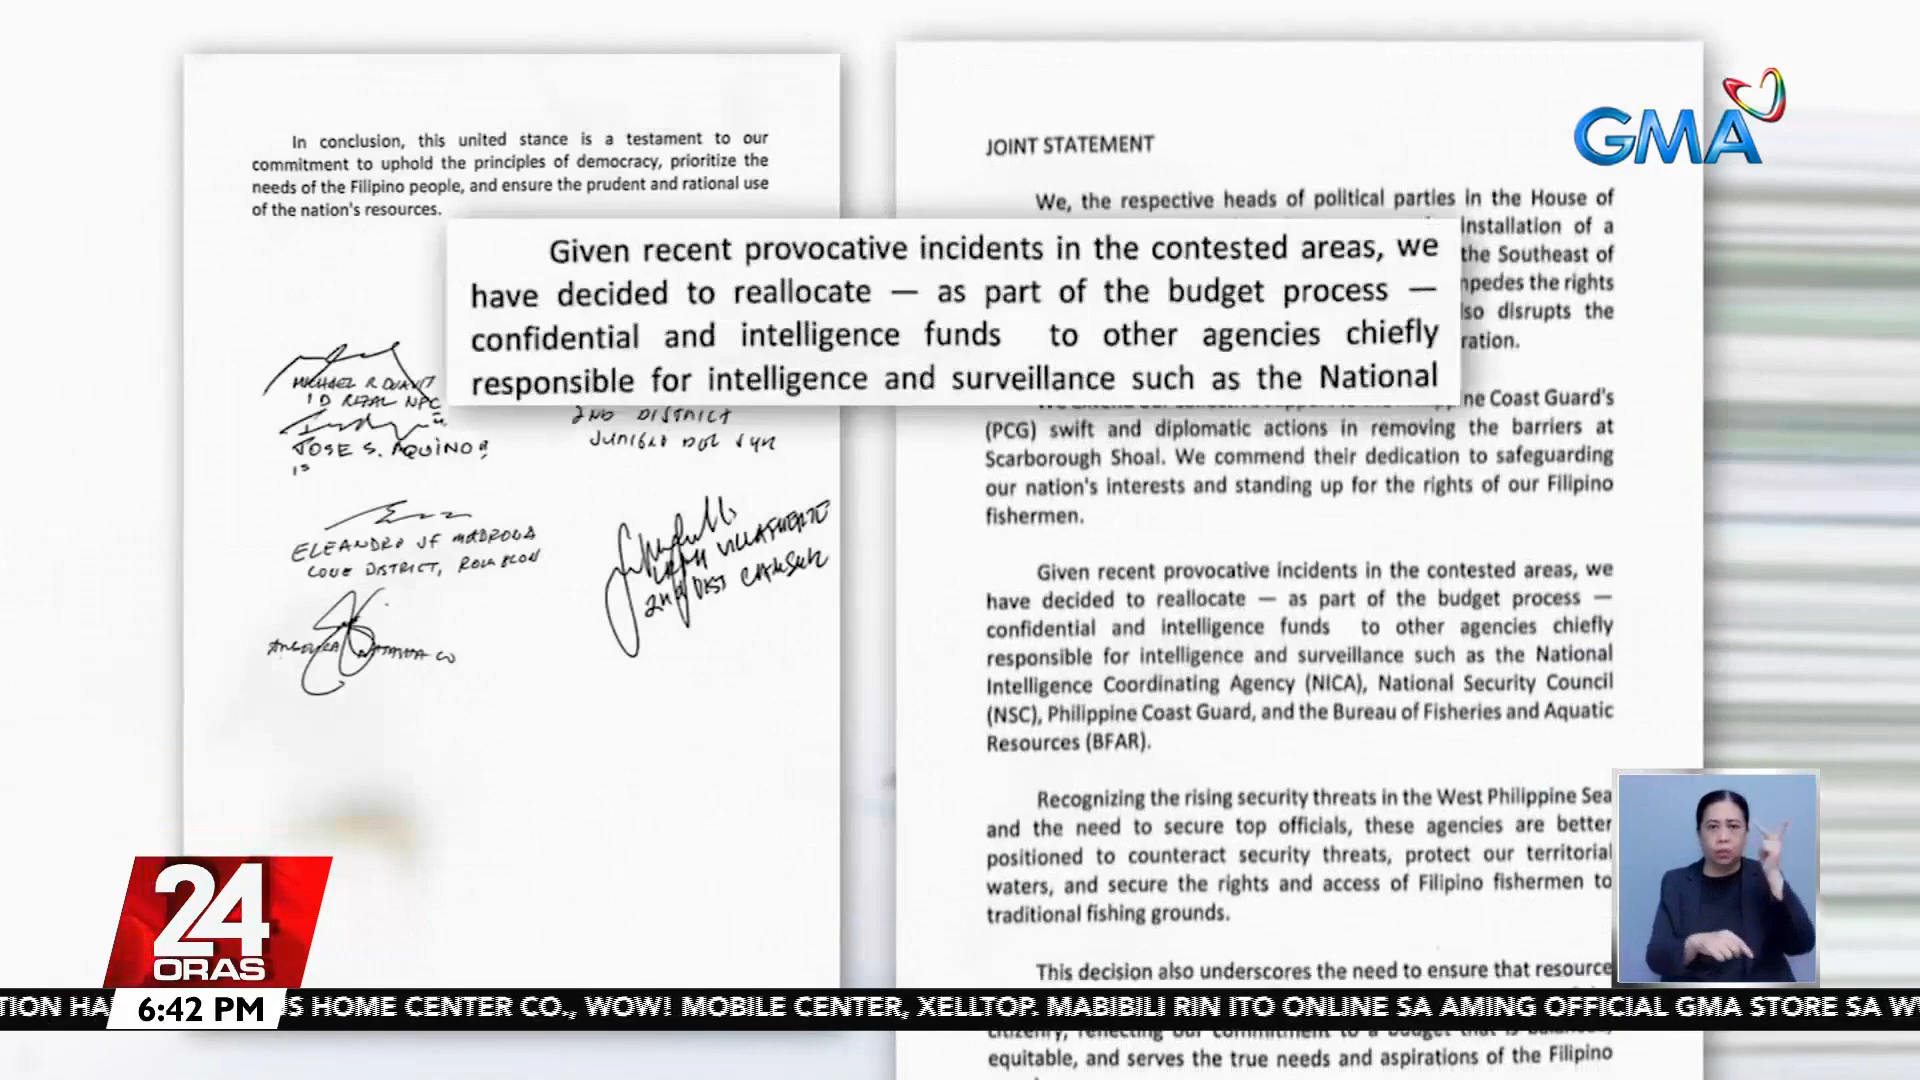 In conclusion, this united stance is a testament to our
commitment to uphold the principles of democracy, prioritize the
needs of the Filipino people, and ensure the prudent and rational use
of the nation's resources.
MICHAEL R DUAVIT
1D RIZAL NPC
JOSE S. AQUINO
2ND DISTRICT
ELEANDRO JF MADRONA
LONE DISTRICT, ROMBLON
VILLAFUERTE
2ND DIST CAMSUR
ANGELICA NATASHA CO
GMA
JOINT STATEMENT
We, the respective heads of political parties in the House of
installation of a
the Southeast of
the rights
disrupts the
Given recent provocative incidents in the contested areas, we
have decided to reallocate — as part of the budget process —
confidential and intelligence funds to other agencies chiefly
responsible for intelligence and surveillance such as the National
Coast Guard's
(PCG) swift and diplomatic actions in removing the barriers at
Scarborough Shoal. We commend their dedication to safeguarding
our nation's interests and standing up for the rights of our Filipino
fishermen.
Given recent provocative incidents in the contested areas, we
have decided to reallocate — as part of the budget process —
confidential and intelligence funds to other agencies chiefly
responsible for intelligence and surveillance such as the National
Intelligence Coordinating Agency (NICA), National Security Council
(NSC), Philippine Coast Guard, and the Bureau of Fisheries and Aquatic
Resources (BFAR).
Recognizing the rising security threats in the West Philippine Sea
and the need to secure top officials, these agencies are better
positioned to counteract security threats, protect our territorial
waters, and secure the rights and access of Filipino fishermen to
traditional fishing grounds.
This decision also underscores the need to ensure that resource
equitable, and serves the true needs and aspirations of the Filipino
24
ORAS
6:42 PM
TION HA
S HOME CENTER CO., WOW! MOBILE CENTER, XELLTOP. MABIBILI RIN ITO ONLINE SA AMING OFFICIAL GMA STORE SA